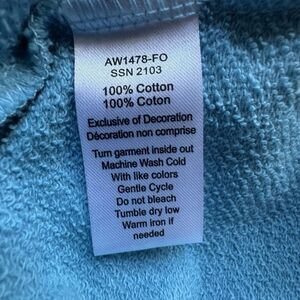 AW1478-FO
SSN 2103
100% Cotton
100% Coton
Exclusive of Decoration
Décoration non comprise
Turn garment inside out
Machine Wash Cold
With like colors
Gentle Cycle
Do not bleach
Tumble dry low
Warm iron if
needed